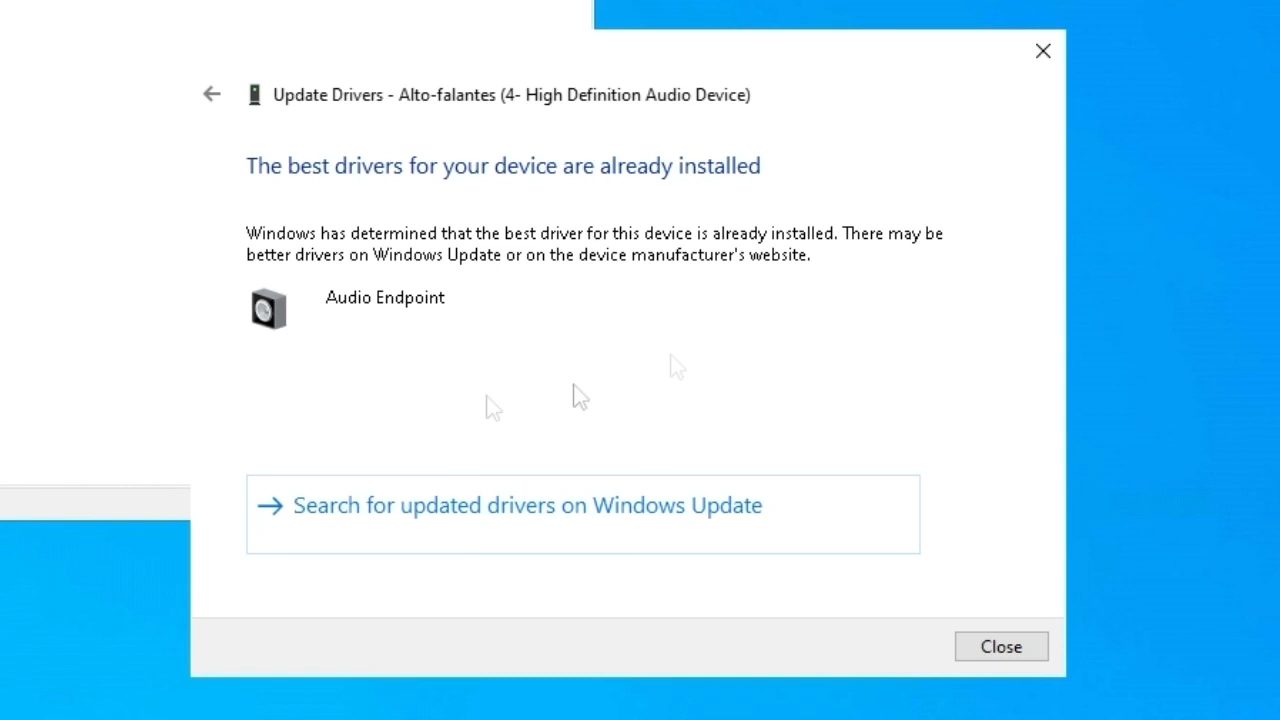 Update Drivers - Alto-falantes (4- High Definition Audio Device)
The best drivers for your device are already installed
Windows has determined that the best driver for this device is already installed. There may be
better drivers on Windows Update or on the device manufacturer's website.
Audio Endpoint
Search for updated drivers on Windows Update
Close